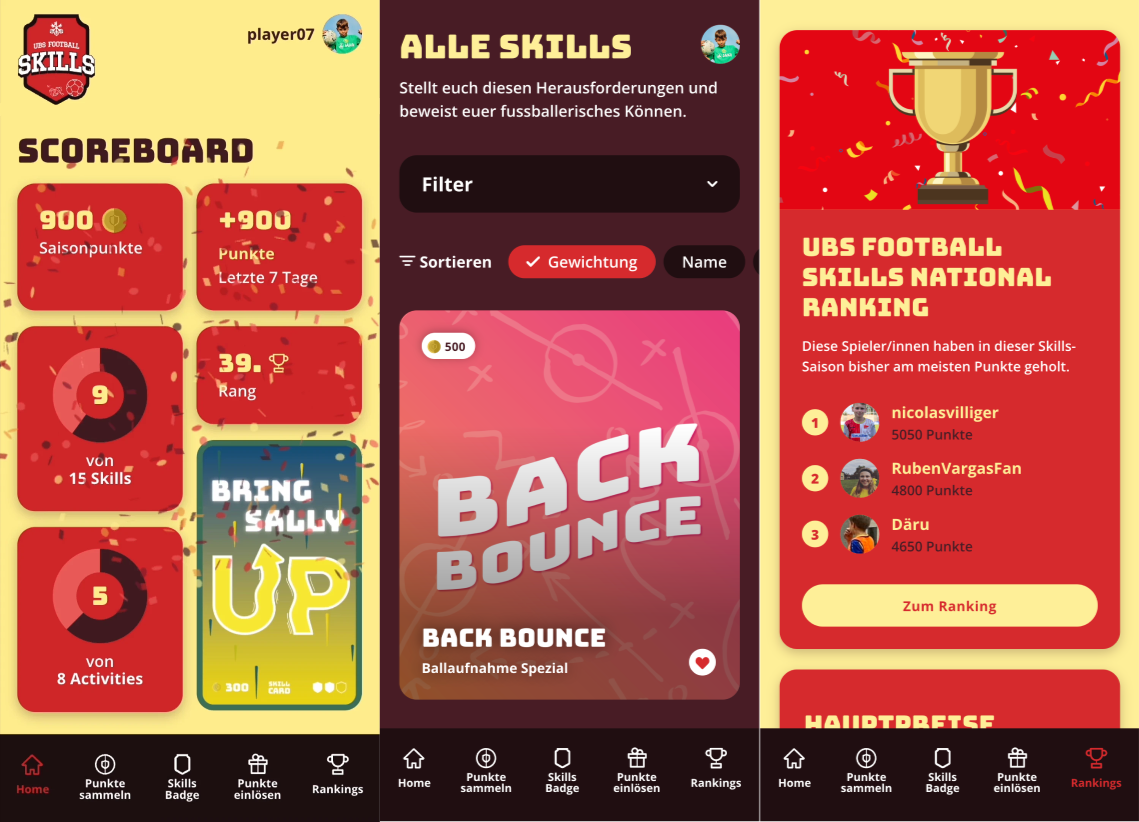 UBS FOOTBALL
SKILLS
player07
SCOREBOARD
900
Saisonpunkte
+900
Punkte
Letzte 7 Tage
9
von
15 Skills
39.
Rang
5
von
8 Activities
BRING
SALLY
UP
300
SKILL
CARD
Home
Punkte
sammeln
Skills
Badge
Punkte
einlösen
Rankings
ALLE SKILLS
Stellt euch diesen Herausforderungen und
beweist euer fussballerisches Können.
Filter
Sortieren
Gewichtung
Name
500
BACK
BOUNCE
BACK BOUNCE
Ballaufnahme Spezial
Home
Punkte
sammeln
Skills
Badge
Punkte
einlösen
Rankings
UBS FOOTBALL
SKILLS NATIONAL
RANKING
Diese Spieler/innen haben in dieser Skills-
Saison bisher am meisten Punkte geholt.
1
nicolasvilliger
5050 Punkte
2
RubenVargasFan
4800 Punkte
3
Däru
4650 Punkte
Zum Ranking
HAUPTPREISE
Home
Punkte
sammeln
Skills
Badge
Punkte
einlösen
Rankings